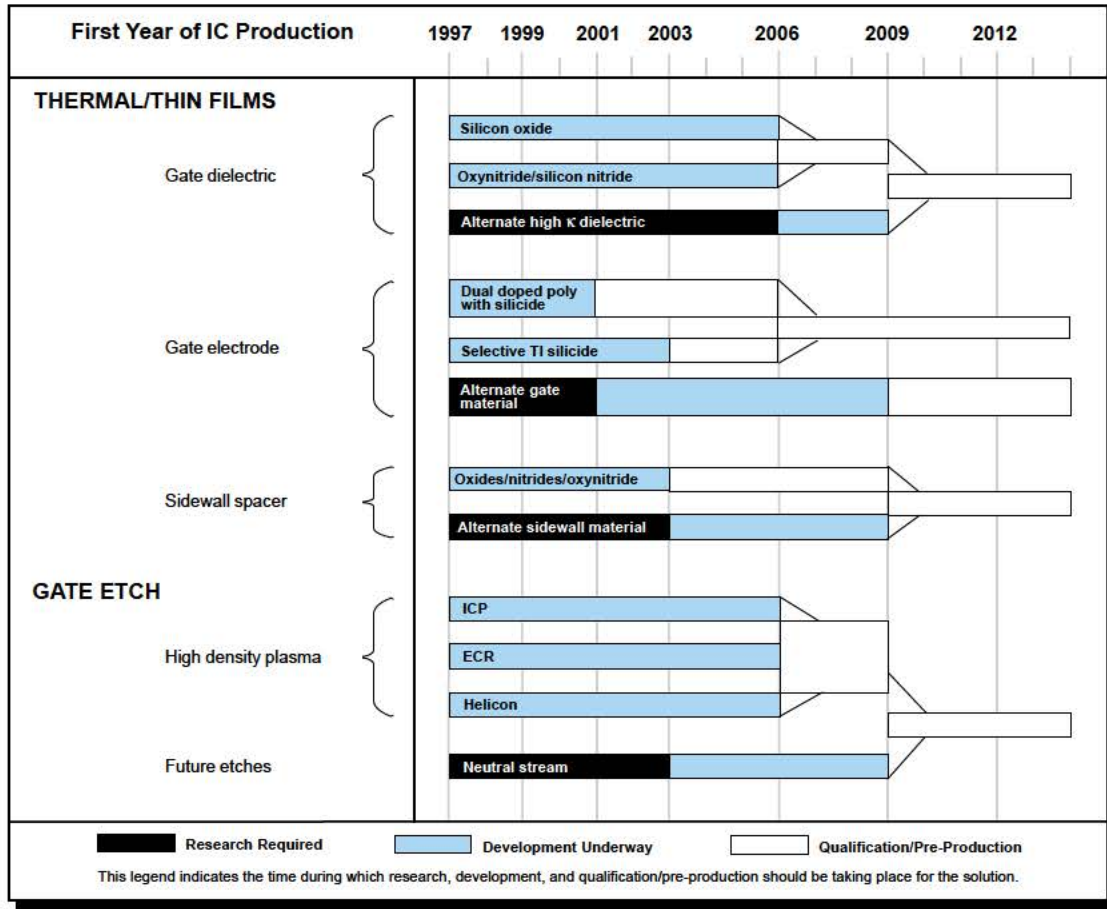 First Year of IC Production 1997 1999 2001 2003 2006 2009 2012
THERMAL/THIN FILMS
Gate dielectric
Silicon oxide
Oxynitride/silicon nitride
Alternate high κ dielectric
Gate electrode
Dual doped poly
with silicide
Selective TI silicide
Alternate gate
material
Sidewall spacer
Oxides/nitrides/oxynitride
Alternate sidewall material
GATE ETCH
High density plasma
ICP
ECR
Helicon
Future etches
Neutral stream
Research Required
Development Underway
Qualification/Pre-Production
This legend indicates the time during which research, development, and qualification/pre-production should be taking place for the solution.